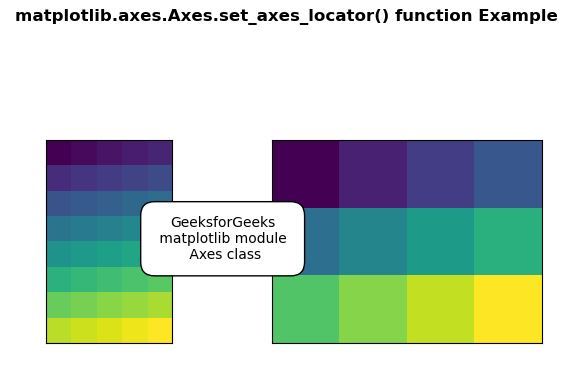 matplotlib.axes.Axes.set_axes_locator() function Example
GeeksforGeeks
matplotlib module
Axes class